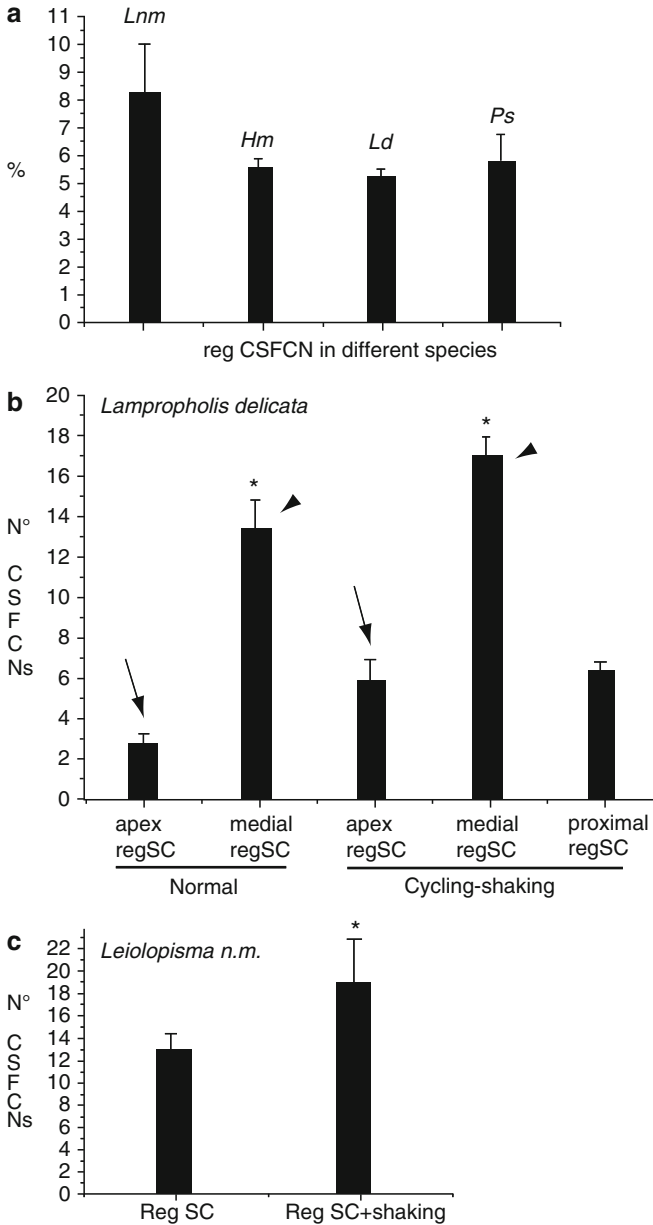 a
11
10
9
8
7
6
5
4
3
2
1
0
%
Lnm
Hm
Ld
Ps
reg CSFCN in different species
b
Lampropholis delicata
20
18
16
14
12
10
8
6
4
2
0
N°
C
S
F
C
Ns
*
*
apex medial apex medial proximal
regSC regSC regSC regSC regSC
Normal Cycling-shaking
c
Leiolopisma n.m.
22
20
18
16
14
12
10
8
6
4
2
0
N°
C
S
F
C
Ns
*
Reg SC Reg SC+shaking